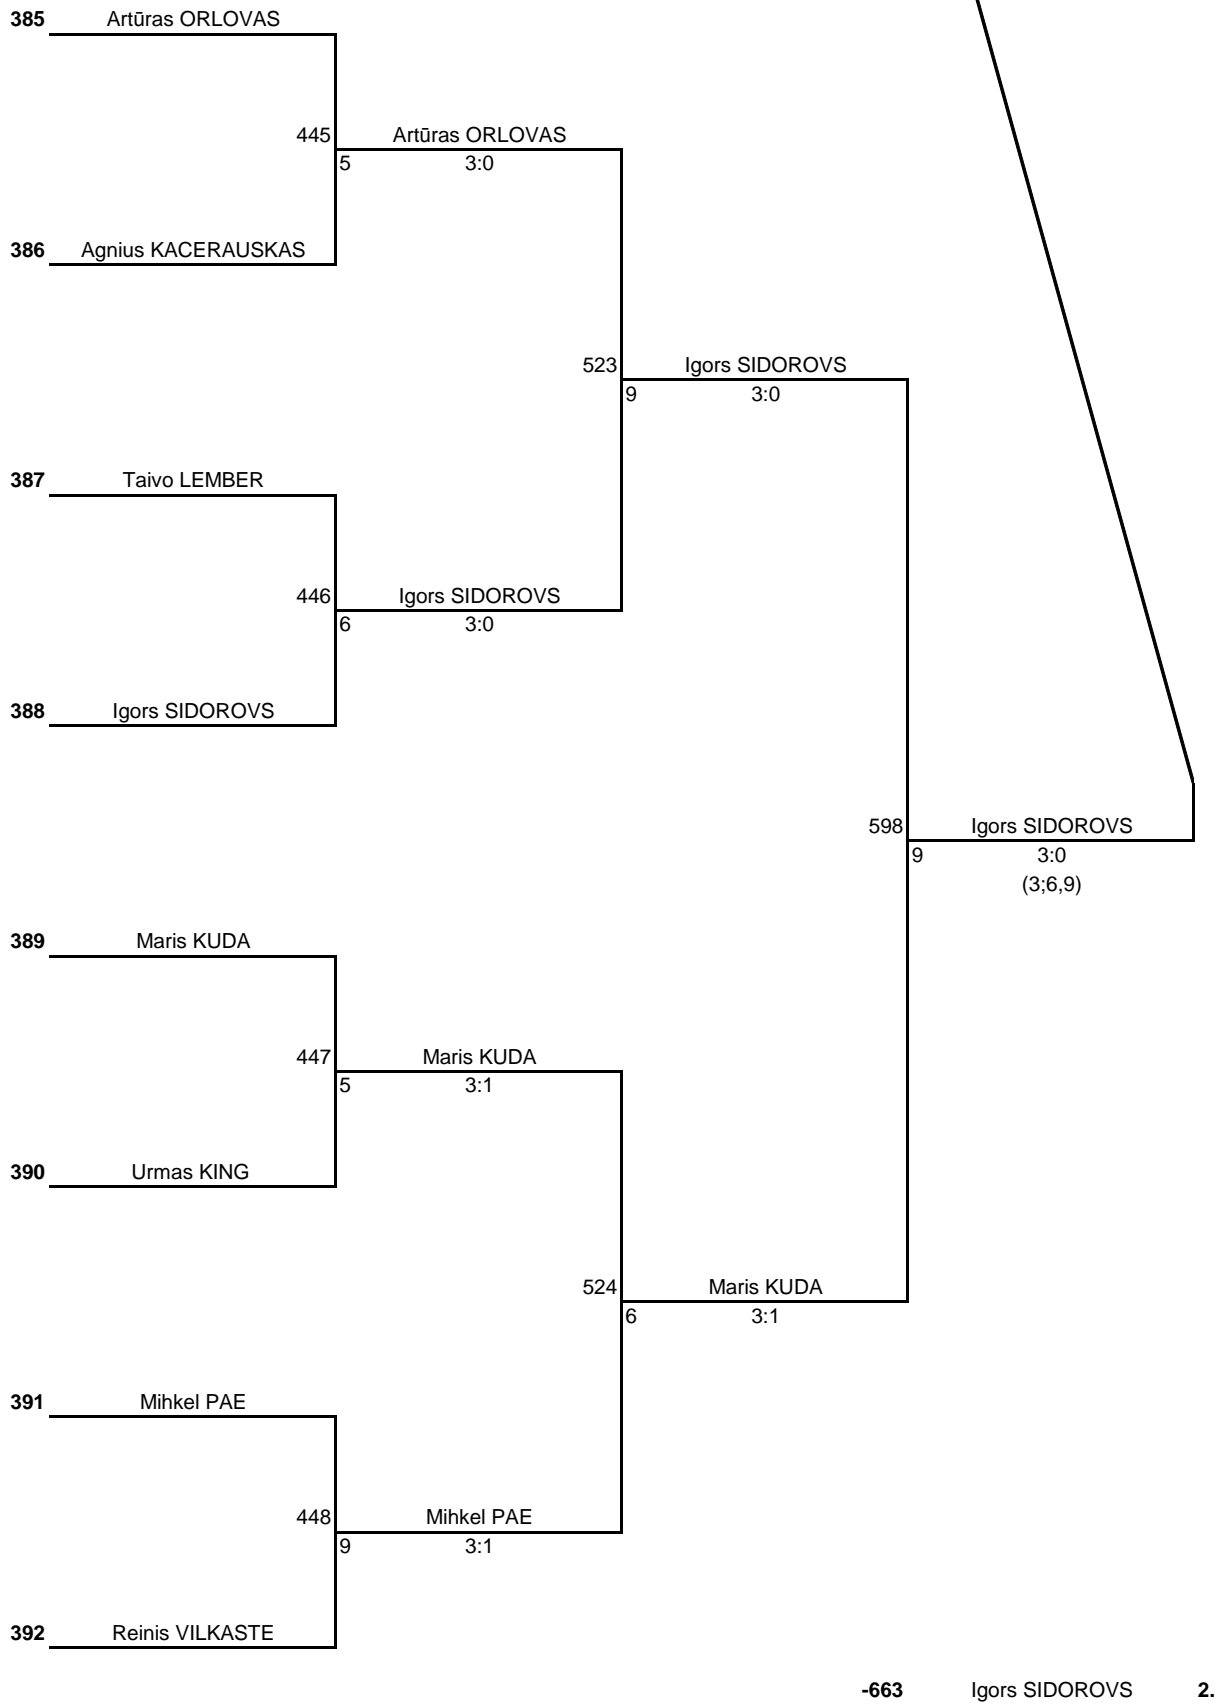 385 Artūras ORLOVAS
445 Artūras ORLOVAS
5 3:0
386 Agnius KACERAUSKAS
523 Igors SIDOROVS
9 3:0
387 Taivo LEMBER
446 Igors SIDOROVS
6 3:0
388 Igors SIDOROVS
598 Igors SIDOROVS
9 3:0
(3;6,9)
389 Maris KUDA
447 Maris KUDA
5 3:1
390 Urmas KING
524 Maris KUDA
6 3:1
391 Mihkel PAE
448 Mihkel PAE
9 3:1
392 Reinis VILKASTE
-663 Igors SIDOROVS 2.